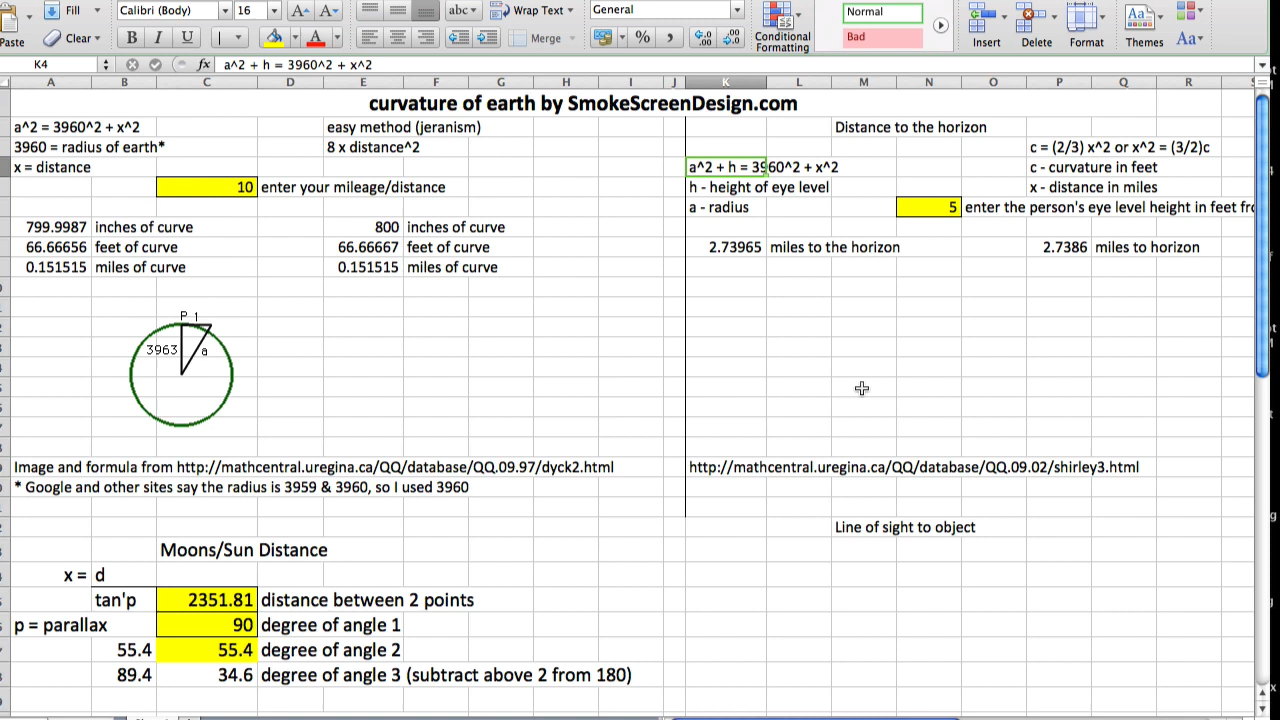 Fill
Calibri (Body) 16 A A abc Wrap Text General Normal
Paste Clear B I U A Merge % , .0 .00 .00 .0 Conditional Formatting Bad Insert Delete Format Themes Aa
K4 fx a^2 + h = 3960^2 + x^2
A B C D E F G H I J K L M N O P Q R S
curvature of earth by SmokeScreenDesign.com
a^2 = 3960^2 + x^2 easy method (jeranism) Distance to the horizon
3960 = radius of earth* 8 x distance^2 c = (2/3) x^2 or x^2 = (3/2)c
x = distance a^2 + h = 3960^2 + x^2 c - curvature in feet
10 enter your mileage/distance h - height of eye level x - distance in miles
a - radius 5 enter the person's eye level height in feet fro
799.9987 inches of curve 800 inches of curve
66.66656 feet of curve 66.66667 feet of curve 2.73965 miles to the horizon 2.7386 miles to horizon
0.151515 miles of curve 0.151515 miles of curve
P 1
3963 a
Image and formula from http://mathcentral.uregina.ca/QQ/database/QQ.09.97/dyck2.html http://mathcentral.uregina.ca/QQ/database/QQ.09.02/shirley3.html
* Google and other sites say the radius is 3959 & 3960, so I used 3960
Line of sight to object
Moons/Sun Distance
x = d
tan'p 2351.81 distance between 2 points
p = parallax 90 degree of angle 1
55.4 55.4 degree of angle 2
89.4 34.6 degree of angle 3 (subtract above 2 from 180)